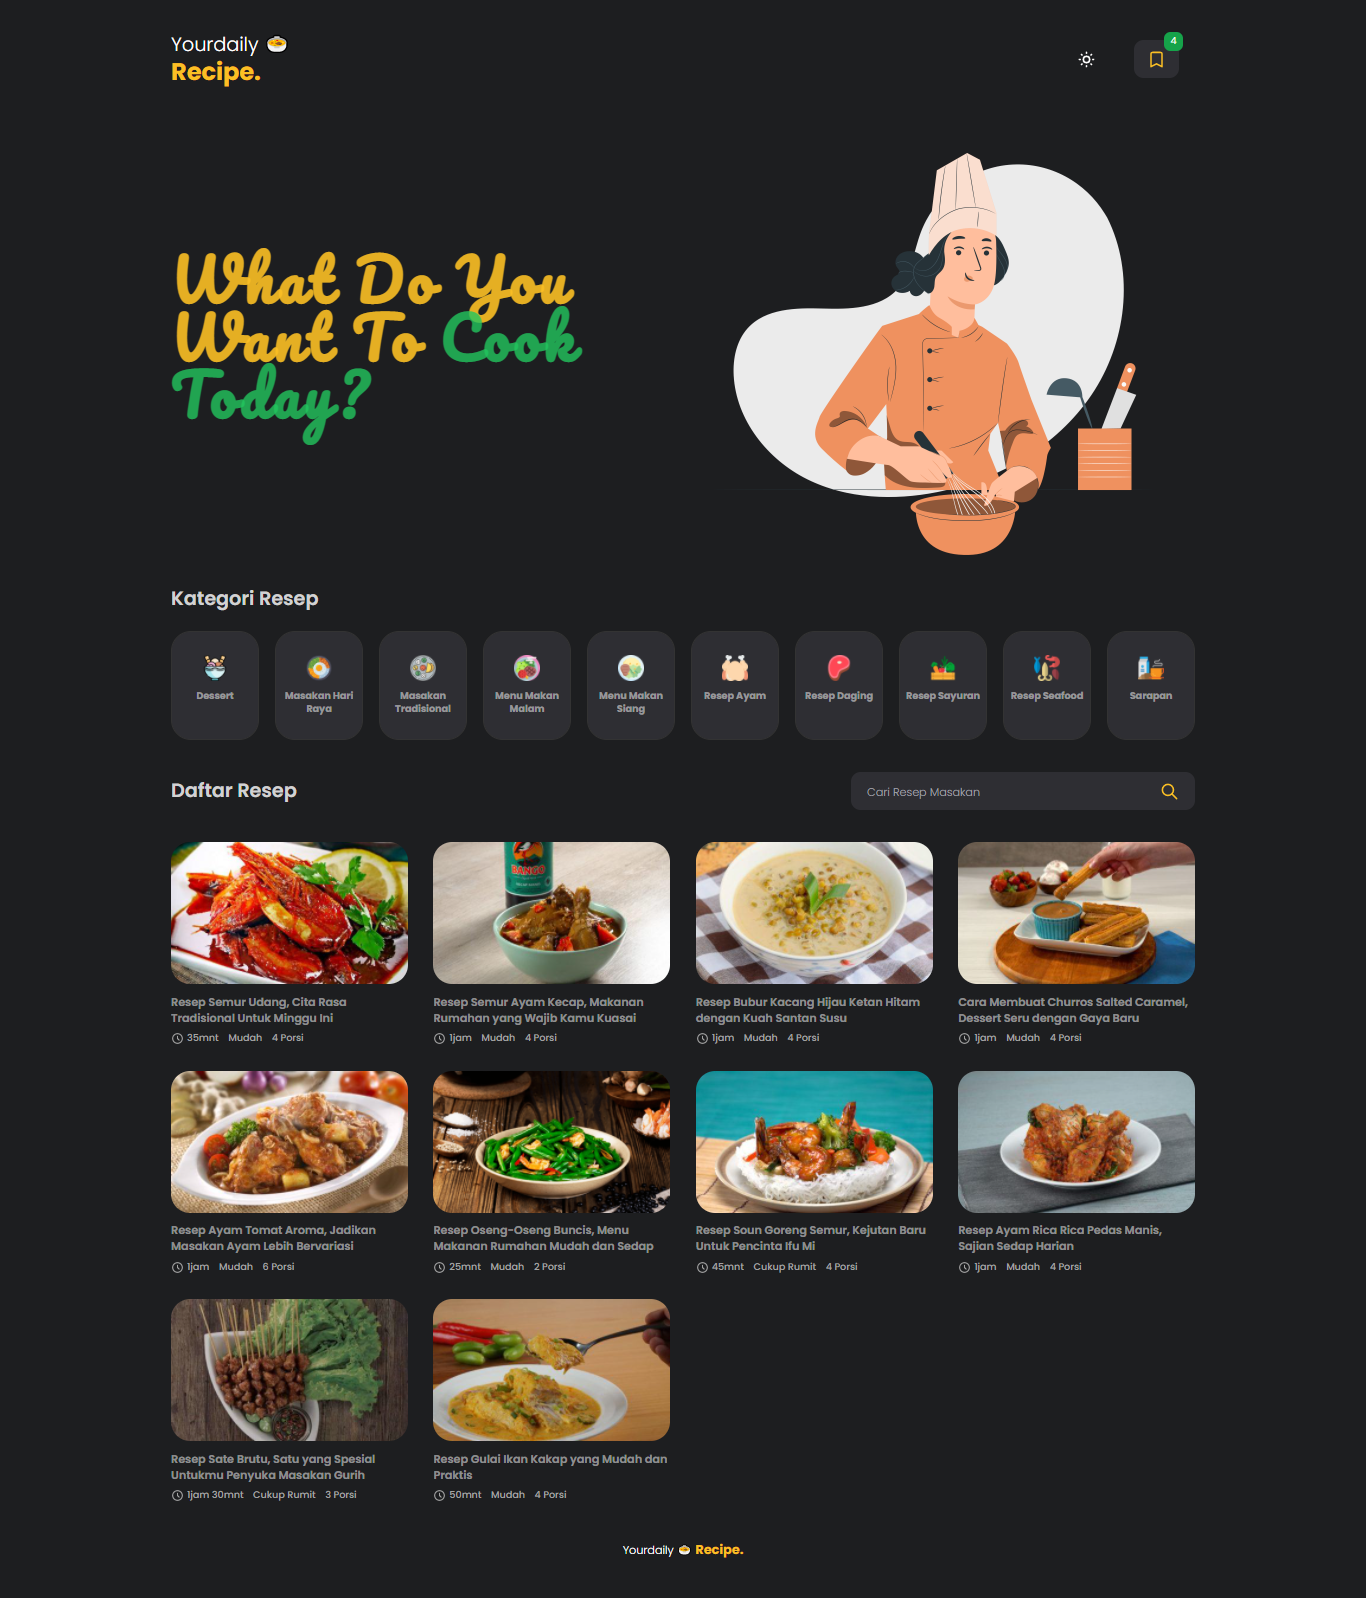 Yourdaily
Recipe.
4
What Do You
Want To Cook
Today?
Kategori Resep
Dessert
Masakan Hari
Raya
Masakan
Tradisional
Menu Makan
Malam
Menu Makan
Siang
Resep Ayam
Resep Daging
Resep Sayuran
Resep Seafood
Sarapan
Daftar Resep
Cari Resep Masakan
BANGO
Resep Semur Udang, Cita Rasa
Tradisional Untuk Minggu Ini
35mnt Mudah 4 Porsi
Resep Semur Ayam Kecap, Makanan
Rumahan yang Wajib Kamu Kuasai
1jam Mudah 4 Porsi
Resep Bubur Kacang Hijau Ketan Hitam
dengan Kuah Santan Susu
1jam Mudah 4 Porsi
Cara Membuat Churros Salted Caramel,
Dessert Seru dengan Gaya Baru
1jam Mudah 4 Porsi
Resep Ayam Tomat Aroma, Jadikan
Masakan Ayam Lebih Bervariasi
1jam Mudah 6 Porsi
Resep Oseng-Oseng Buncis, Menu
Makanan Rumahan Mudah dan Sedap
25mnt Mudah 2 Porsi
Resep Soun Goreng Semur, Kejutan Baru
Untuk Pencinta Ifu Mi
45mnt Cukup Rumit 4 Porsi
Resep Ayam Rica Rica Pedas Manis,
Sajian Sedap Harian
1jam Mudah 4 Porsi
Resep Sate Brutu, Satu yang Spesial
Untukmu Penyuka Masakan Gurih
1jam 30mnt Cukup Rumit 3 Porsi
Resep Gulai Ikan Kakap yang Mudah dan
Praktis
50mnt Mudah 4 Porsi
Yourdaily Recipe.